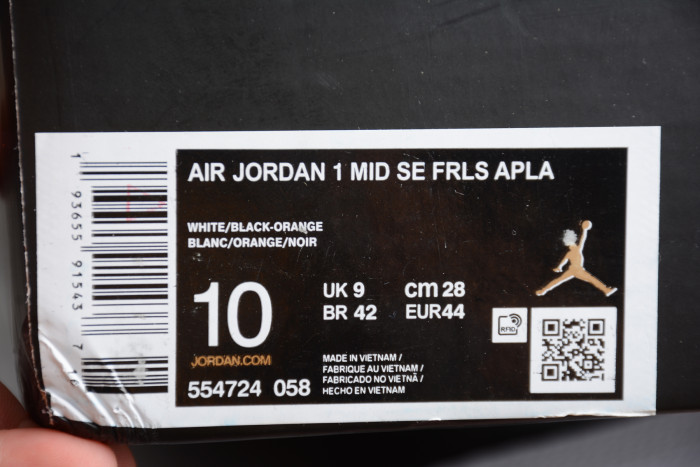 AIR JORDAN 1 MID SE FRLS APLA
WHITE/BLACK-ORANGE
BLANC/ORANGE/NOIR
10
UK 9 cm 28
BR 42 EUR44
RFID
JORDAN.COM
554724 058
MADE IN VIETNAM /
FABRIQUE AU VIETNAM /
FABRICADO NO VIETNÃ /
HECHO EN VIETNAM
1 93655 91543 7